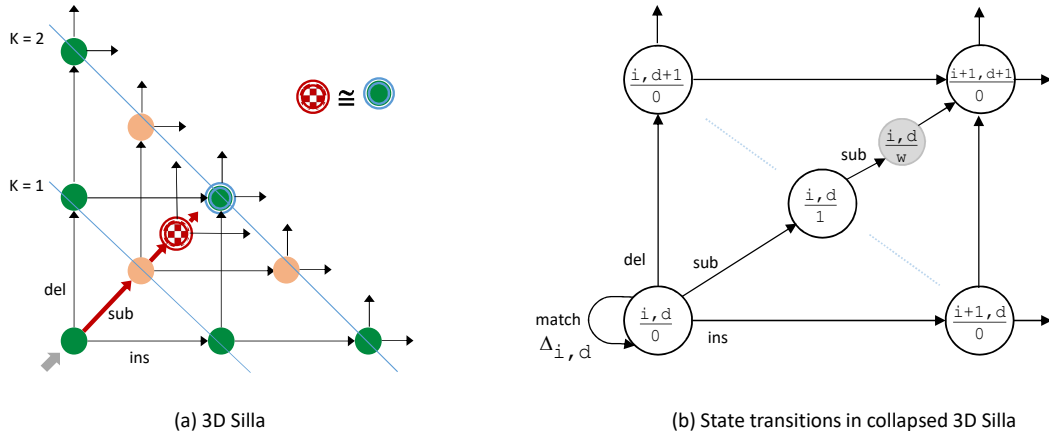 K = 2
≅
K = 1
del
sub
ins
(a) 3D Silla
i,d+1
0
i+1,d+1
0
i,d
w
sub
i,d
1
del
sub
match
Δi,d
i,d
0
ins
i+1,d
0
(b) State transitions in collapsed 3D Silla